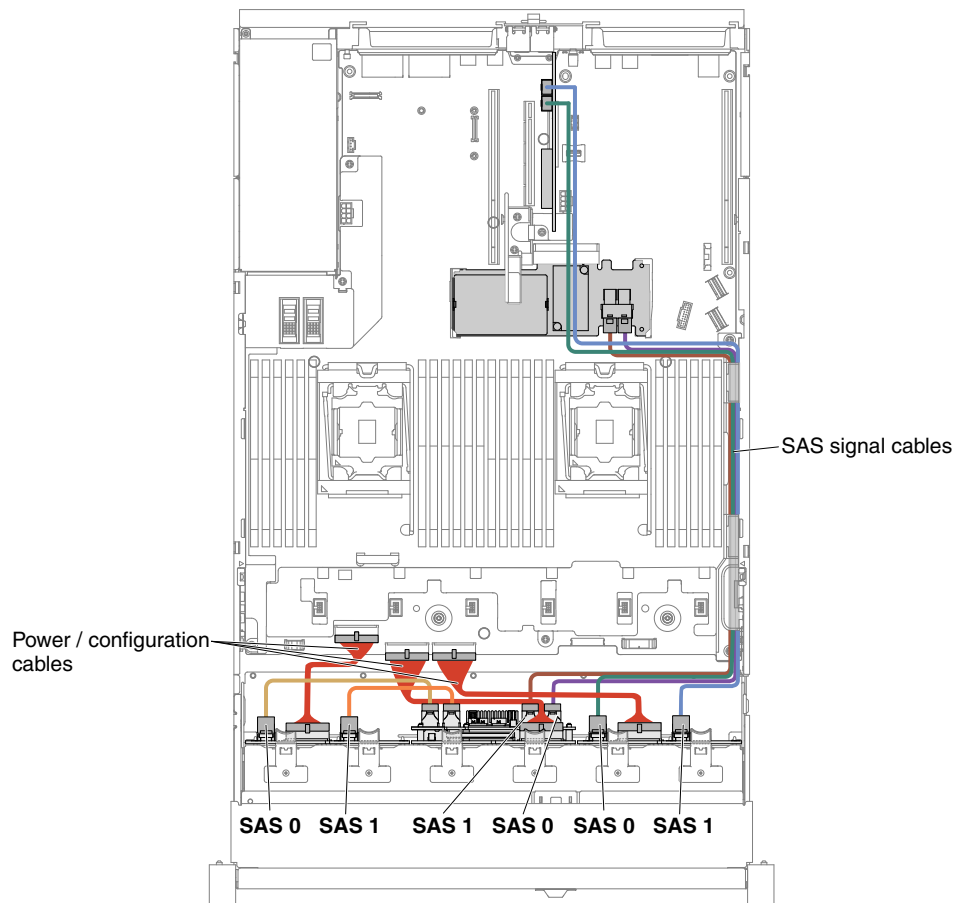 SAS signal cables
Power / configuration
cables
SAS 0 SAS 1 SAS 1 SAS 0 SAS 0 SAS 1